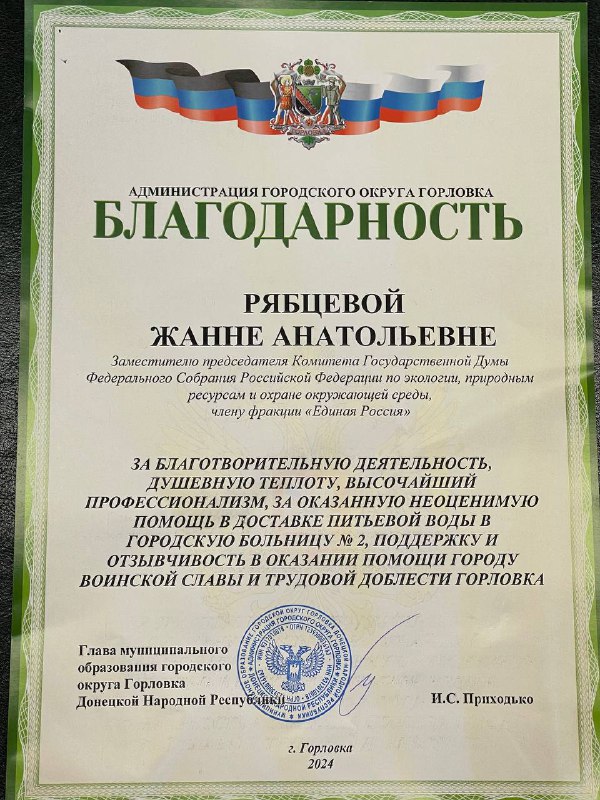 АДМИНИСТРАЦИЯ ГОРОДСКОГО ОКРУГА ГОРЛОВКА
БЛАГОДАРНОСТЬ
РЯБЦЕВОЙ
ЖАННЕ АНАТОЛЬЕВНЕ
Заместителю председателя Комитета Государственной Думы
Федерального Собрания Российской Федерации по экологии, природным
ресурсам и охране окружающей среды,
члену фракции «Единая Россия»
ЗА БЛАГОТВОРИТЕЛЬНУЮ ДЕЯТЕЛЬНОСТЬ,
ДУШЕВНУЮ ТЕПЛОТУ, ВЫСОЧАЙШИЙ
ПРОФЕССИОНАЛИЗМ, ЗА ОКАЗАННУЮ НЕОЦЕНИМУЮ
ПОМОЩЬ В ДОСТАВКЕ ПИТЬЕВОЙ ВОДЫ В
ГОРОДСКУЮ БОЛЬНИЦУ № 2, ПОДДЕРЖКУ И
ОТЗЫВЧИВОСТЬ В ОКАЗАНИИ ПОМОЩИ ГОРОДУ
ВОИНСКОЙ СЛАВЫ И ТРУДОВОЙ ДОБЛЕСТИ ГОРЛОВКА
Глава муниципального
образования городского
округа Горловка
Донецкой Народной Республики
И.С. Приходько
г. Горловка
2024